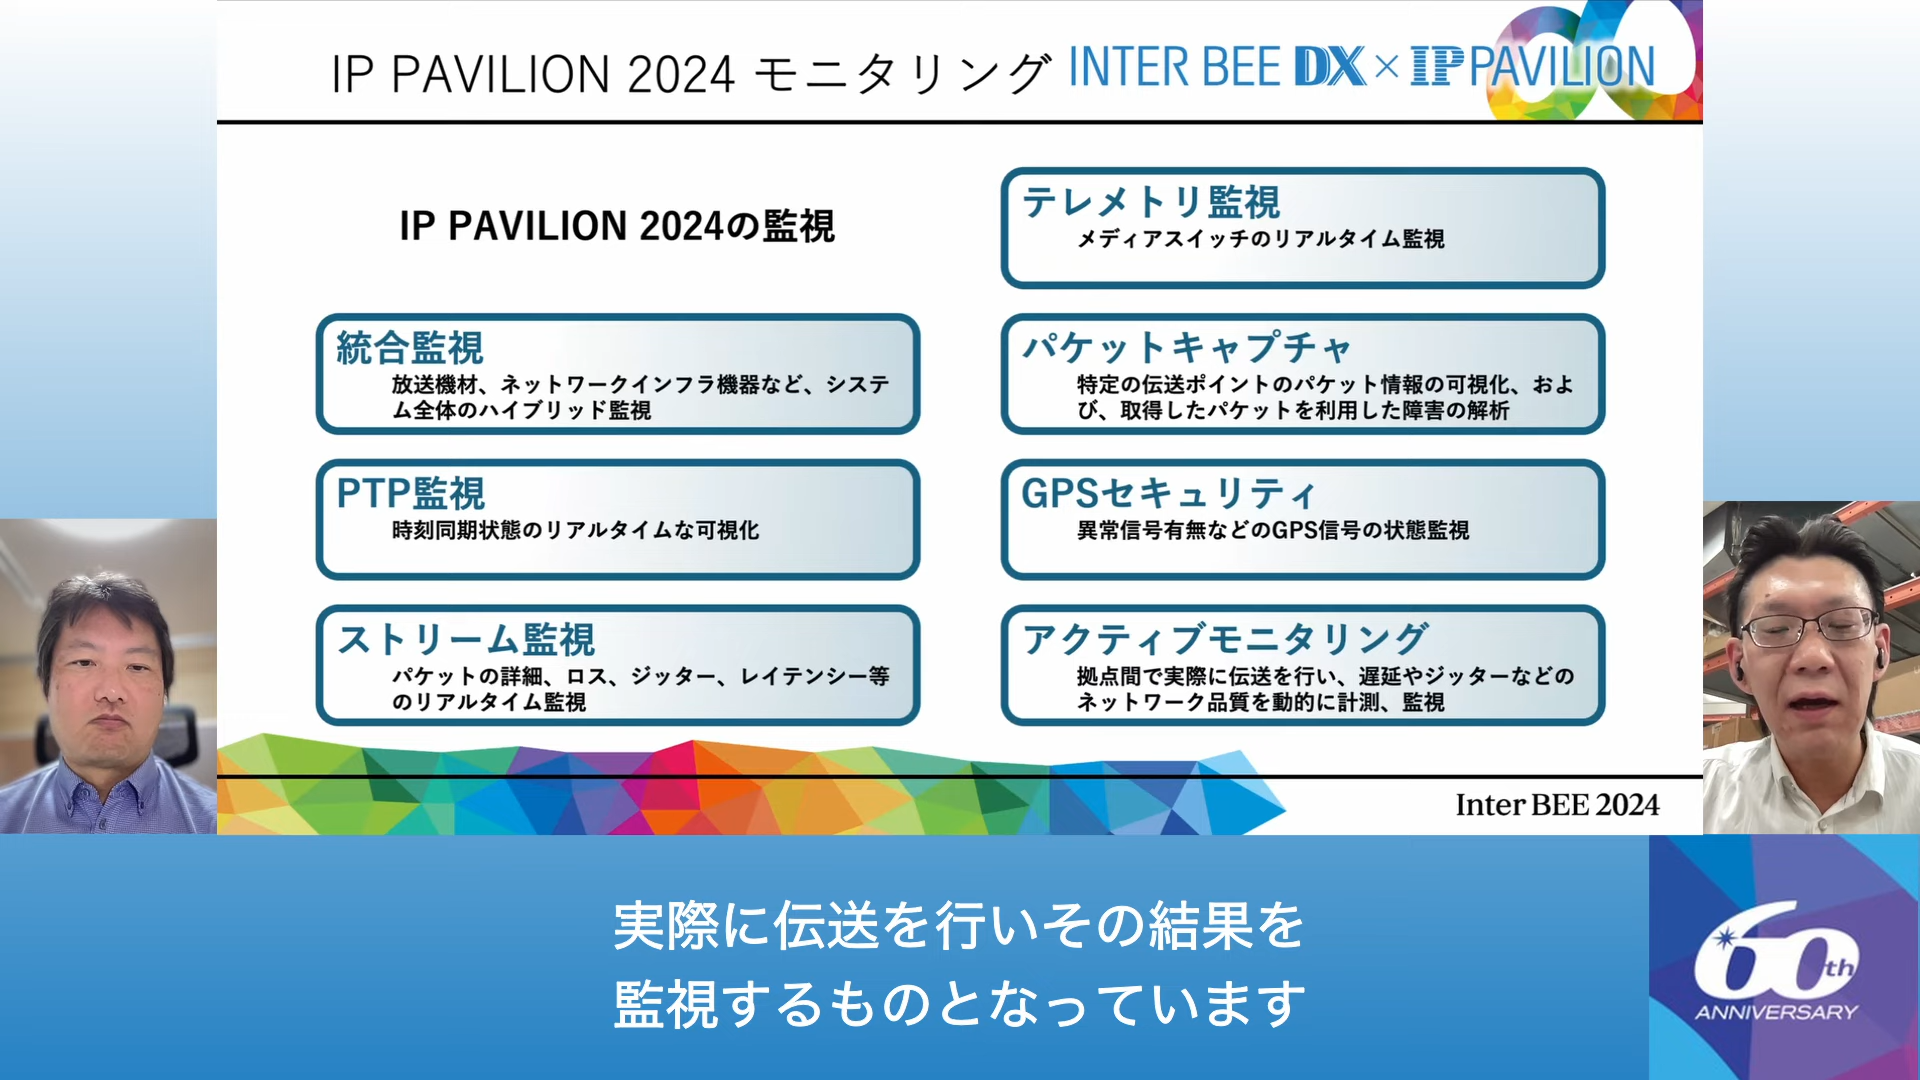 IP PAVILION 2024 モニタリング
INTER BEE DX×IP PAVILION
IP PAVILION 2024の監視
統合監視
放送機材、ネットワークインフラ機器など、システ
ム全体のハイブリッド監視
PTP監視
時刻同期状態のリアルタイムな可視化
ストリーム監視
パケットの詳細、ロス、ジッター、レイテンシー等
のリアルタイム監視
テレメトリ監視
メディアスイッチのリアルタイム監視
パケットキャプチャ
特定の伝送ポイントのパケット情報の可視化、およ
び、取得したパケットを利用した障害の解析
GPSセキュリティ
異常信号有無などのGPS信号の状態監視
アクティブモニタリング
拠点間で実際に伝送を行い、遅延やジッターなどの
ネットワーク品質を動的に計測、監視
Inter BEE 2024
実際に伝送を行いその結果を
監視するものとなっています
60th
ANNIVERSARY